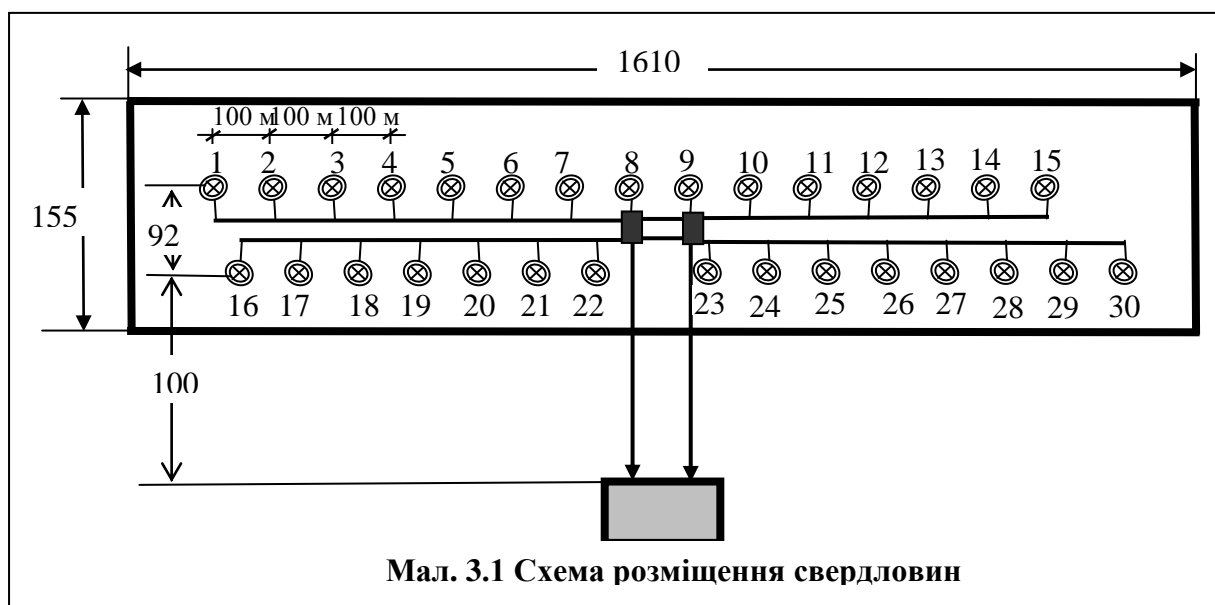 1610
100 м 100 м 100 м
1 2 3 4 5 6 7 8 9 10 11 12 13 14 15
155
92
16 17 18 19 20 21 22 23 24 25 26 27 28 29 30
100
Мал. 3.1 Схема розміщення свердловин